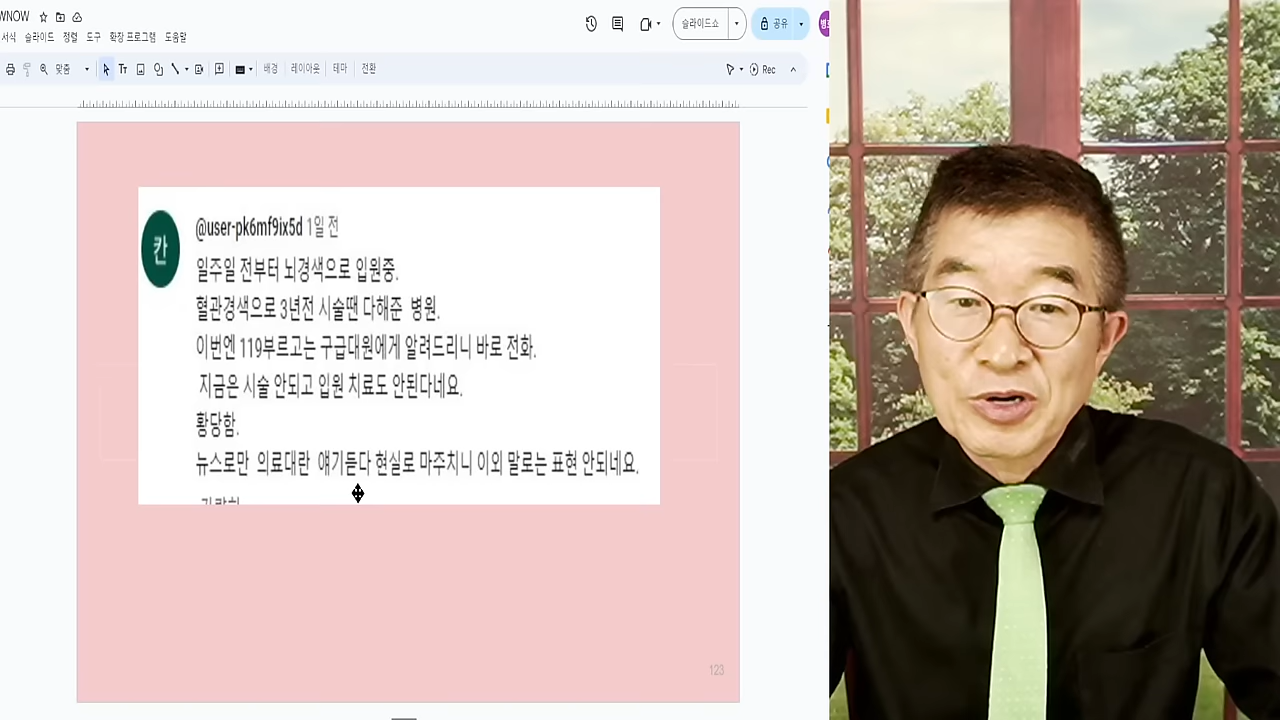 WNOW
슬라이드쇼
공유
서식 슬라이드 정렬 도구 확장 프로그램 도움말
맞춤
Tт
배경 레이아웃 테마 전환
Rec
칸
@user-pk6mf9ix5d 1일 전
일주일 전부터 뇌경색으로 입원중.
혈관경색으로 3년전 시술땐 다해준 병원.
이번엔 119부르고는 구급대원에게 알려드리니 바로 전화.
지금은 시술 안되고 입원 치료도 안된다네요.
황당함.
뉴스로만 의료대란 얘기듣다 현실로 마주치니 이외 말로는 표현 안되네요.
123